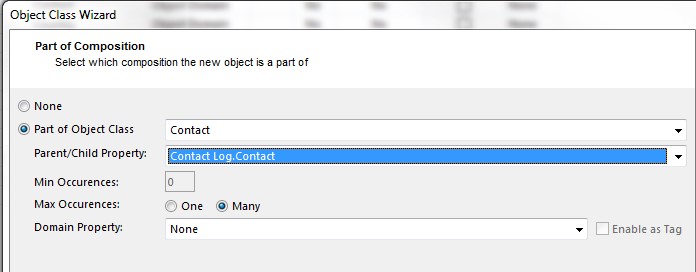 Object Class Wizard
Part of Composition
Select which composition the new object is a part of
None
Part of Object Class Contact
Parent/Child Property: Contact Log.Contact
Min Occurences: 0
Max Occurences: One Many
Domain Property: None Enable as Tag